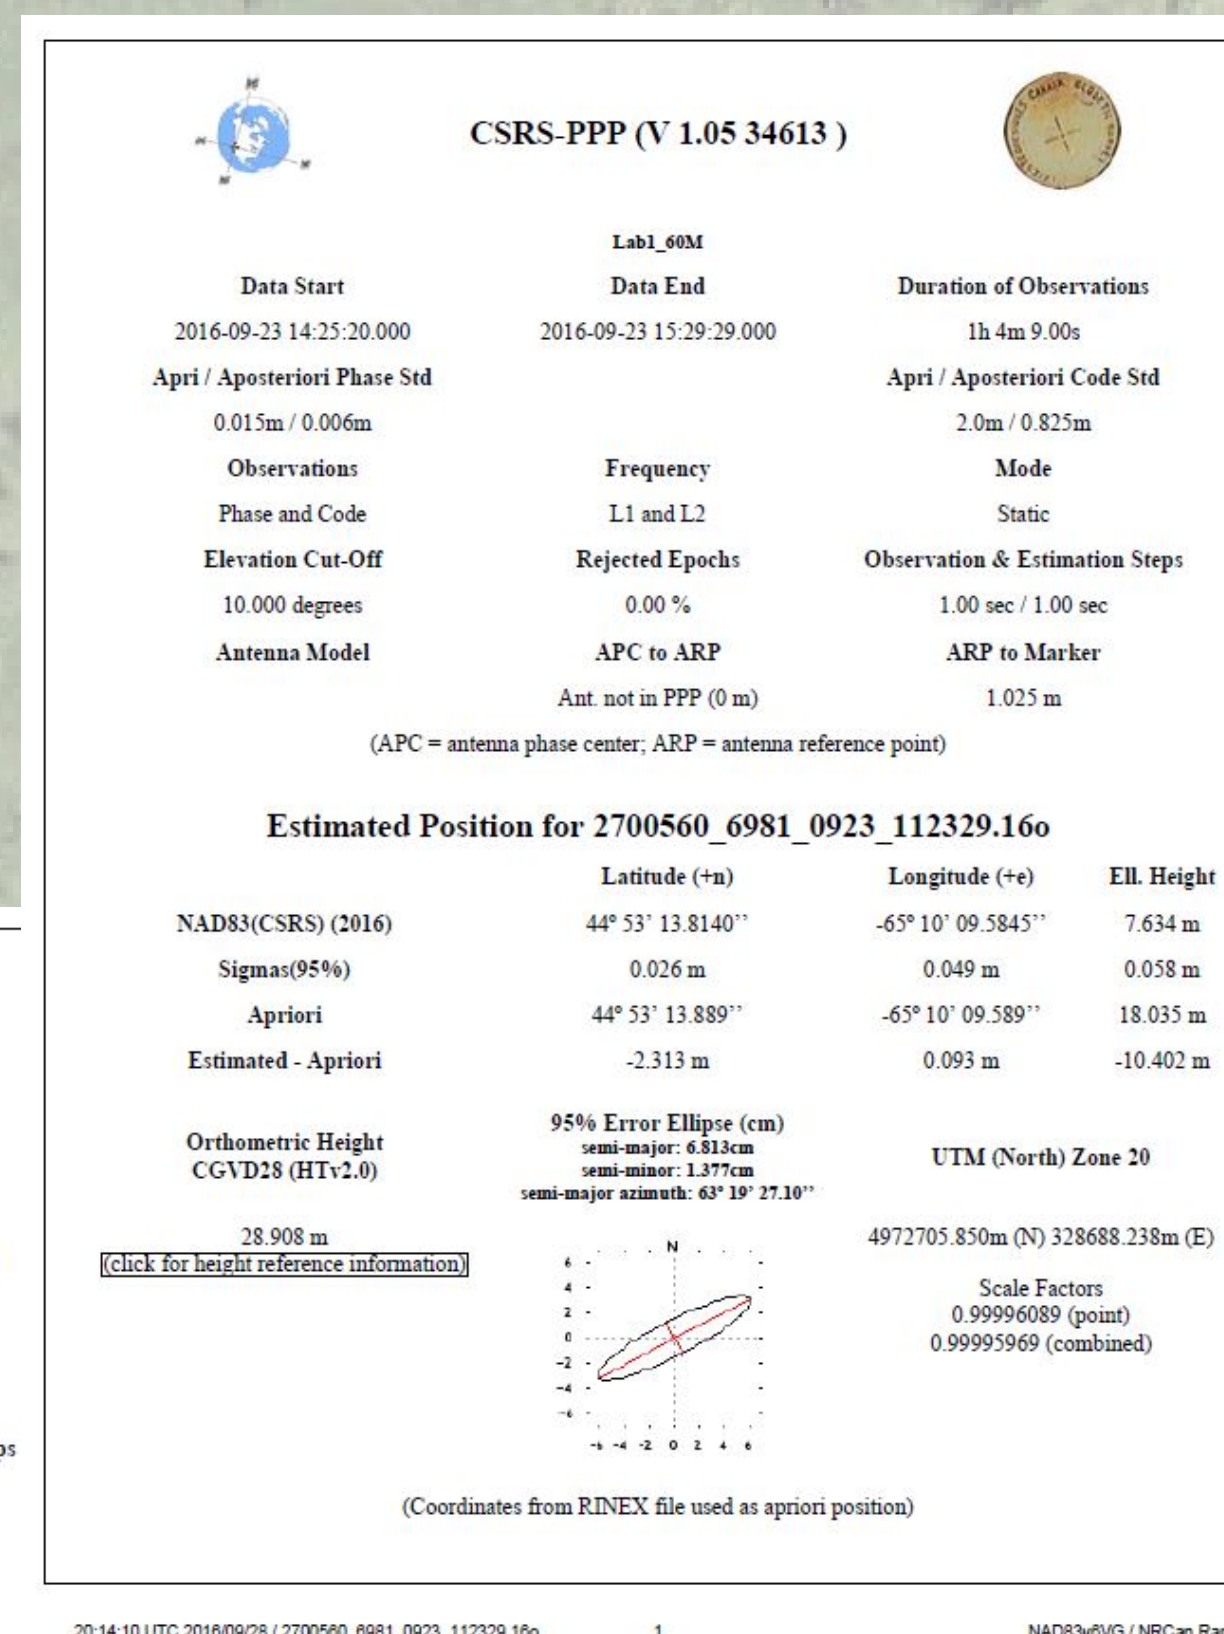 CSRS-PPP (V 1.05 34613 )
Lab1_60M
Data Start Data End Duration of Observations
2016-09-23 14:25:20.000 2016-09-23 15:29:29.000 1h 4m 9.00s
Apri / Aposteriori Phase Std Apri / Aposteriori Code Std
0.015m / 0.006m 2.0m / 0.825m
Observations Frequency Mode
Phase and Code L1 and L2 Static
Elevation Cut-Off Rejected Epochs Observation & Estimation Steps
10.000 degrees 0.00 % 1.00 sec / 1.00 sec
Antenna Model APC to ARP ARP to Marker
Ant. not in PPP (0 m) 1.025 m
(APC = antenna phase center; ARP = antenna reference point)
Estimated Position for 2700560_6981_0923_112329.16o
Latitude (+n) Longitude (+e) Ell. Height
NAD83(CSRS) (2016) 44° 53’ 13.8140’’ -65° 10’ 09.5845’’ 7.634 m
Sigmas(95%) 0.026 m 0.049 m 0.058 m
Apriori 44° 53’ 13.889’’ -65° 10’ 09.589’’ 18.035 m
Estimated - Apriori -2.313 m 0.093 m -10.402 m
Orthometric Height
CGVD28 (HTv2.0)
28.908 m
(click for height reference information)
95% Error Ellipse (cm)
semi-major: 6.813cm
semi-minor: 1.377cm
semi-major azimuth: 63° 19’ 27.10’’
N
6
4
2
0
-2
-4
-6
-6 -4 -2 0 2 4 6
UTM (North) Zone 20
4972705.850m (N) 328688.238m (E)
Scale Factors
0.99996089 (point)
0.99995969 (combined)
(Coordinates from RINEX file used as apriori position)
20:14:10 UTC 2016/09/28 / 2700560_6981_0923_112329.16o 1 NAD83v6VG / NRCan